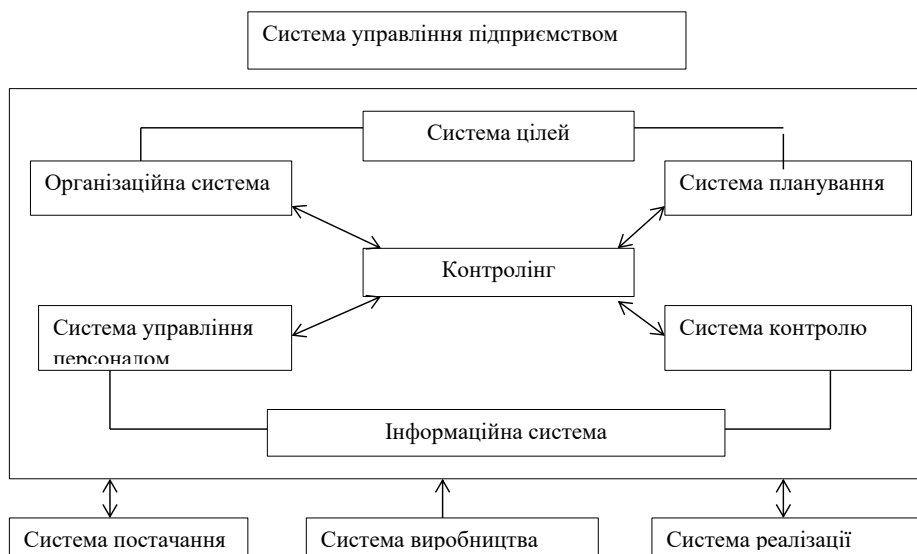 Система управління підприємством
Система цілей
Організаційна система
Система планування
Контролінг
Система управління
персоналом
Система контролю
Інформаційна система
Система постачання
Система виробництва
Система реалізації